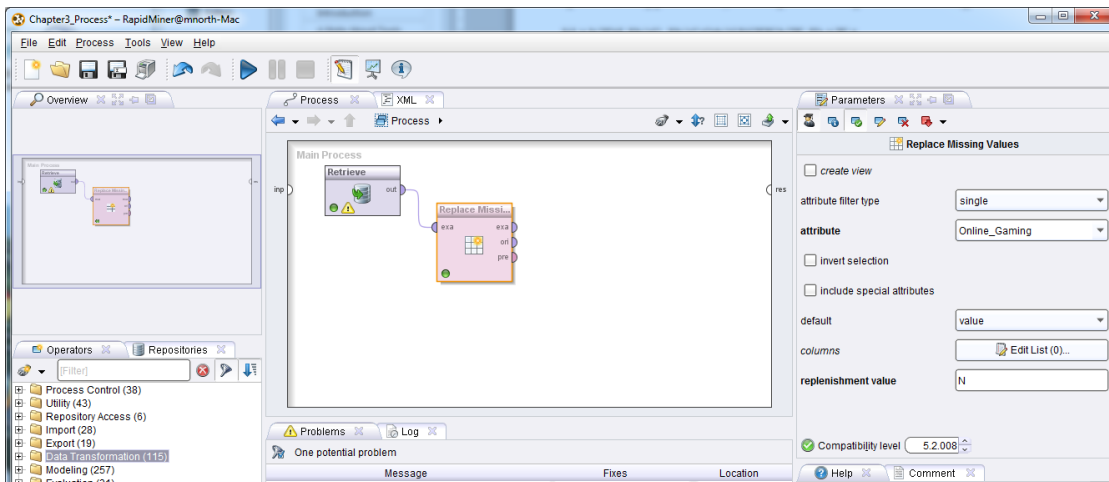 Chapter3_Process* – RapidMiner@mnorth-Mac
File Edit Process Tools View Help
Overview
Process
XML
Parameters
Process
Replace Missing Values
Main Process
Retrieve
inp
out
res
Replace Missi...
exa
exa
ori
pre
create view
attribute filter type
single
attribute
Online_Gaming
invert selection
include special attributes
default
value
columns
Edit List (0)...
replenishment value
N
Compatibility level
5.2.008
Help
Comment
Operators
Repositories
[Filter]
Process Control (38)
Utility (43)
Repository Access (6)
Import (28)
Export (19)
Data Transformation (115)
Modeling (257)
Problems
Log
One potential problem
Message Fixes Location